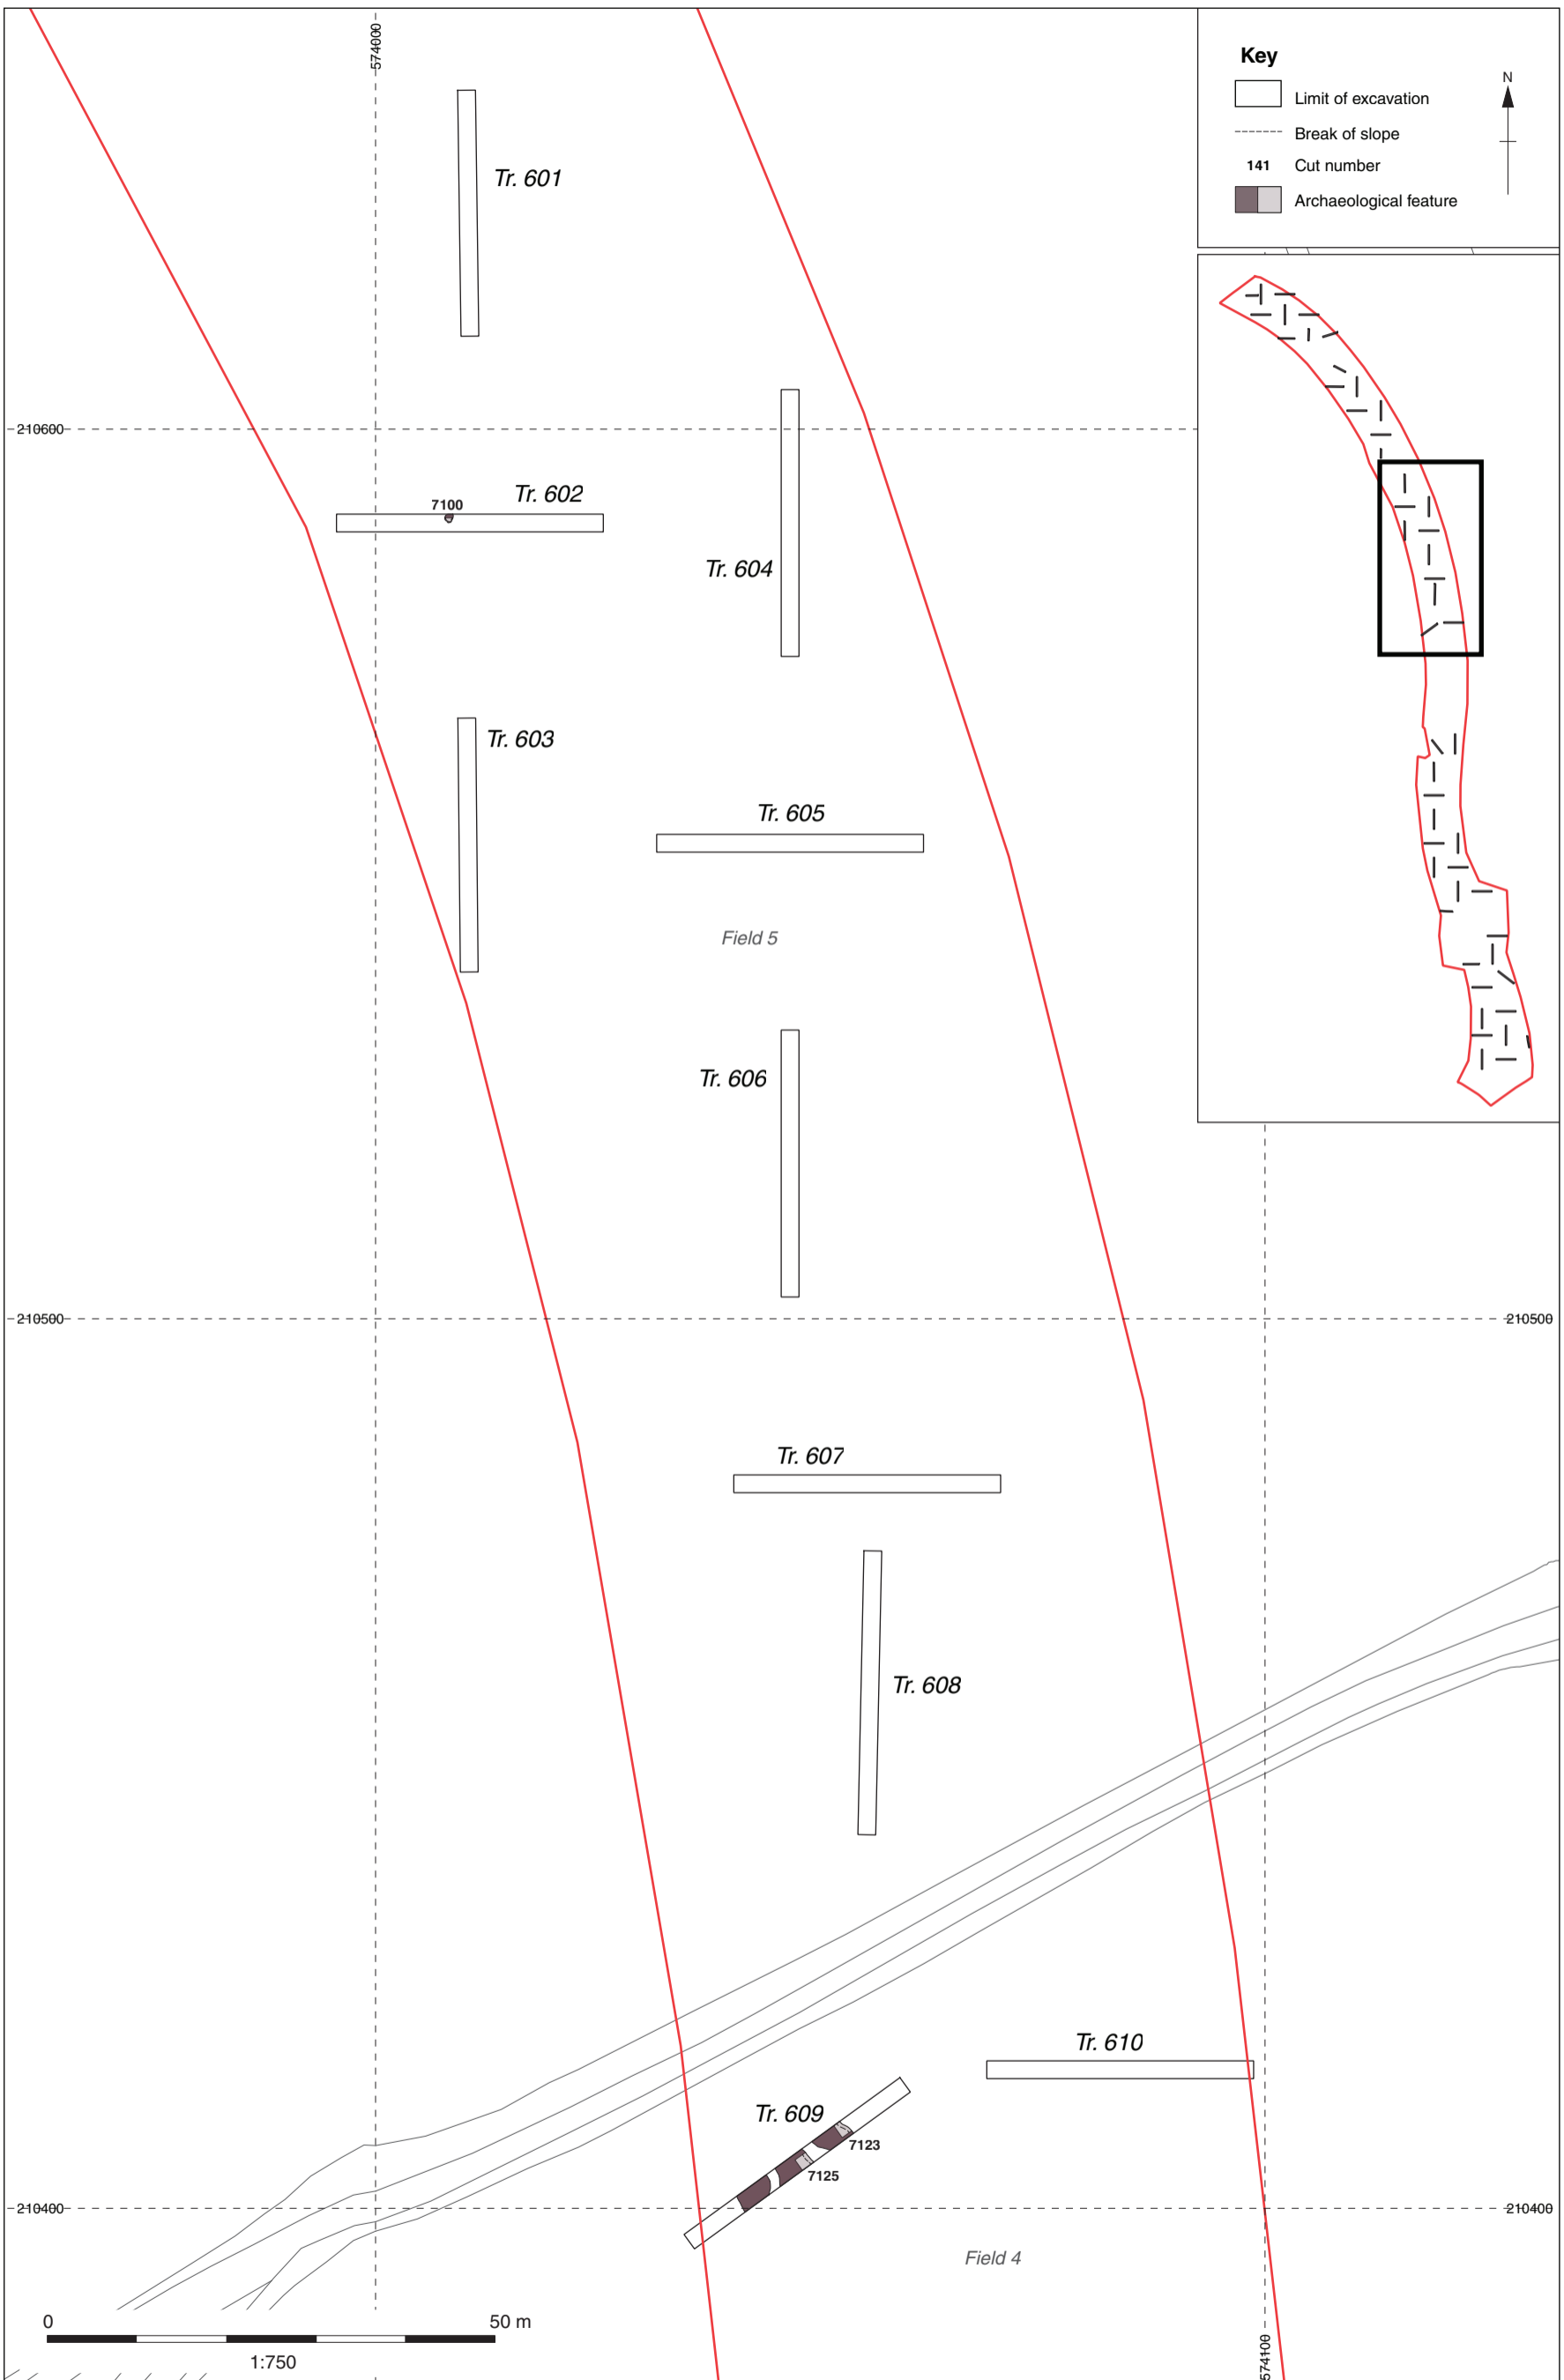 574000
Key
N
Limit of excavation
Break of slope
141 Cut number
Archaeological feature
Tr. 601
210600
Tr. 602
7100
Tr. 604
Tr. 603
Tr. 605
Field 5
Tr. 606
210500
210500
Tr. 607
Tr. 608
Tr. 610
Tr. 609
7123
7125
210400
210400
Field 4
0 50 m
1:750
574100